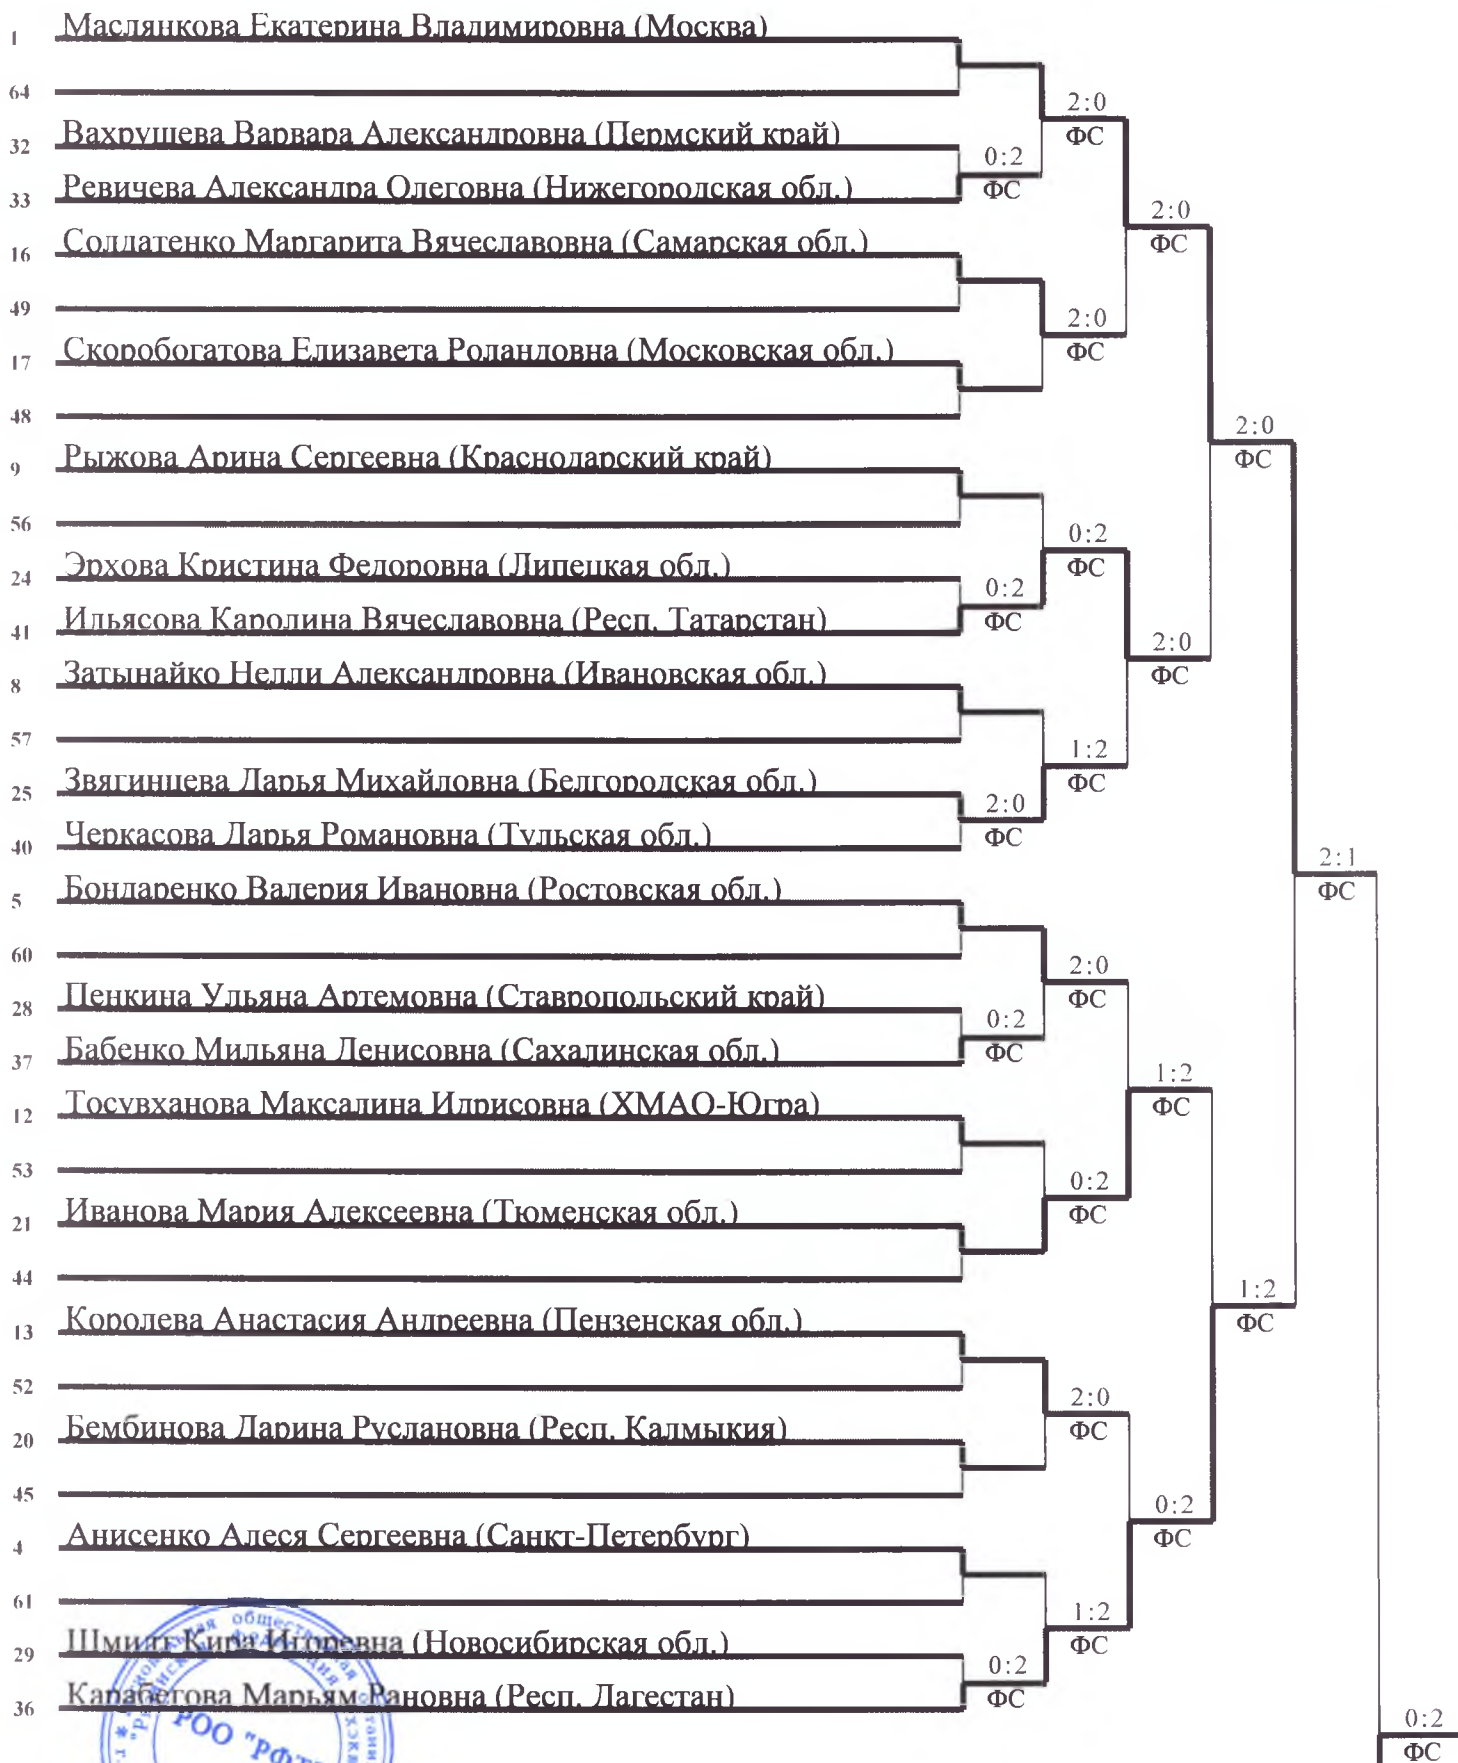 1 Маслянкова Екатерина Владимировна (Москва)
64
2:0
ФС
32 Вахрушева Варвара Александровна (Пермский край)
0:2
ФС
33 Ревичева Александра Олеговна (Нижегородская обл.)
2:0
ФС
16 Солдатенко Маргарита Вячеславовна (Самарская обл.)
49
2:0
ФС
17 Скоробогатова Елизавета Роландовна (Московская обл.)
48
2:0
ФС
9 Рыжова Арина Сергеевна (Краснодарский край)
56
0:2
ФС
24 Эрхова Кристина Федоровна (Липецкая обл.)
0:2
ФС
41 Ильясова Каролина Вячеславовна (Респ. Татарстан)
2:0
ФС
8 Затынайко Нелли Александровна (Ивановская обл.)
57
1:2
ФС
25 Звягинцева Дарья Михайловна (Белгородская обл.)
2:0
ФС
40 Черкасова Дарья Романовна (Тульская обл.)
2:1
ФС
5 Бондаренко Валерия Ивановна (Ростовская обл.)
60
2:0
ФС
28 Пенкина Ульяна Артемовна (Ставропольский край)
0:2
ФС
37 Бабенко Мильяна Денисовна (Сахалинская обл.)
1:2
ФС
12 Тосувханова Максалина Идрисовна (ХМАО-Югра)
53
0:2
ФС
21 Иванова Мария Алексеевна (Тюменская обл.)
44
1:2
ФС
13 Королева Анастасия Андреевна (Пензенская обл.)
52
2:0
ФС
20 Бембинова Дарина Руслановна (Респ. Калмыкия)
45
0:2
ФС
4 Анисенко Алеся Сергеевна (Санкт-Петербург)
61
1:2
ФС
29 Шмидт Кира Игоревна (Новосибирская обл.)
0:2
ФС
36 Карабегова Марьям Рановна (Респ. Дагестан)
0:2
ФС
РОО